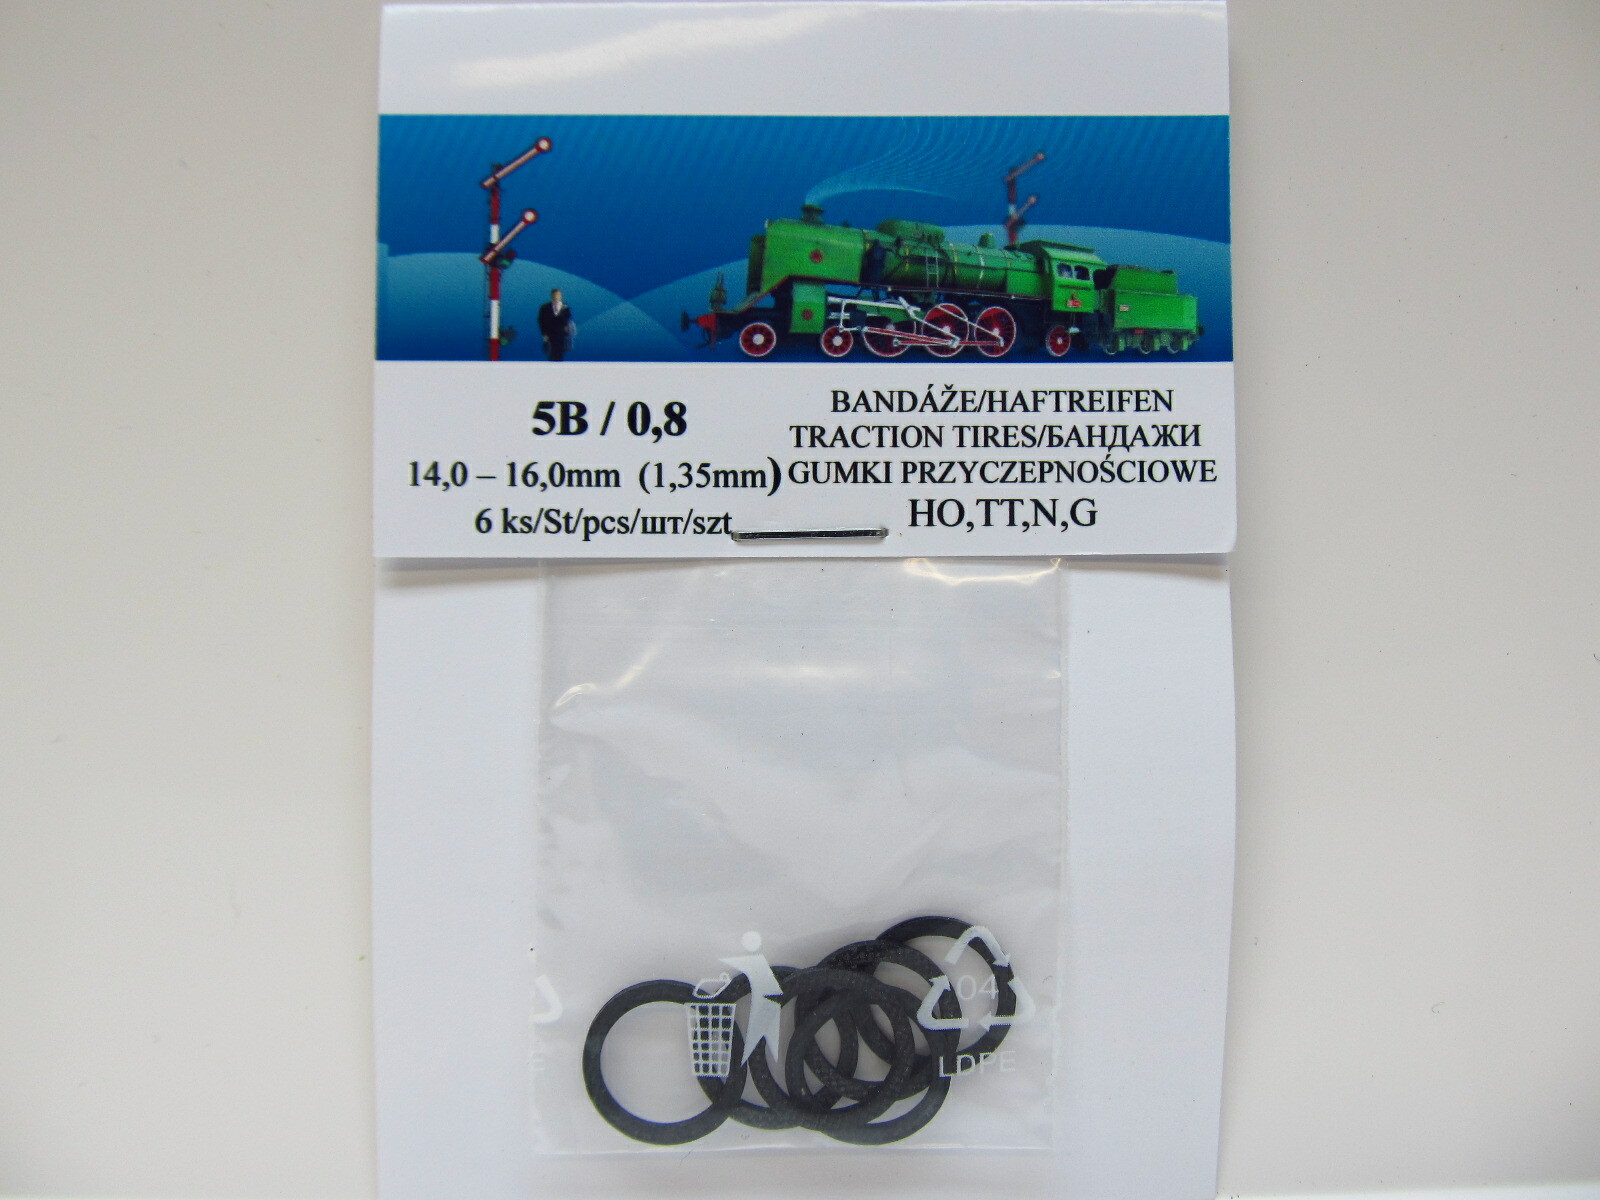 5B / 0,8
14,0 – 16,0mm (1,35mm)
6 ks/St/pcs/шт/szt
BANDÁŽE/HAFTREIFEN
TRACTION TIRES/БАНДАЖИ
GUMKI PRZYCZEPNOŚCIOWE
HO,TT,N,G
04
LDPE
E